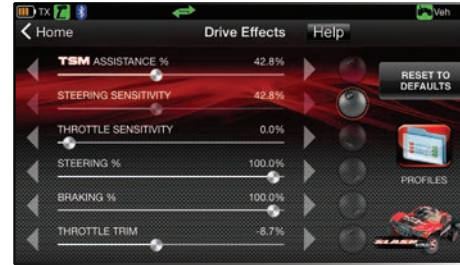 TX Veh
Home Drive Effects Help
TSM ASSISTANCE % 42.8%
RESET TO
DEFAULTS
STEERING SENSITIVITY 42.8%
THROTTLE SENSITIVITY 0.0%
STEERING % 100.0%
PROFILES
BRAKING % 100.0%
THROTTLE TRIM -8.7%
SLASH